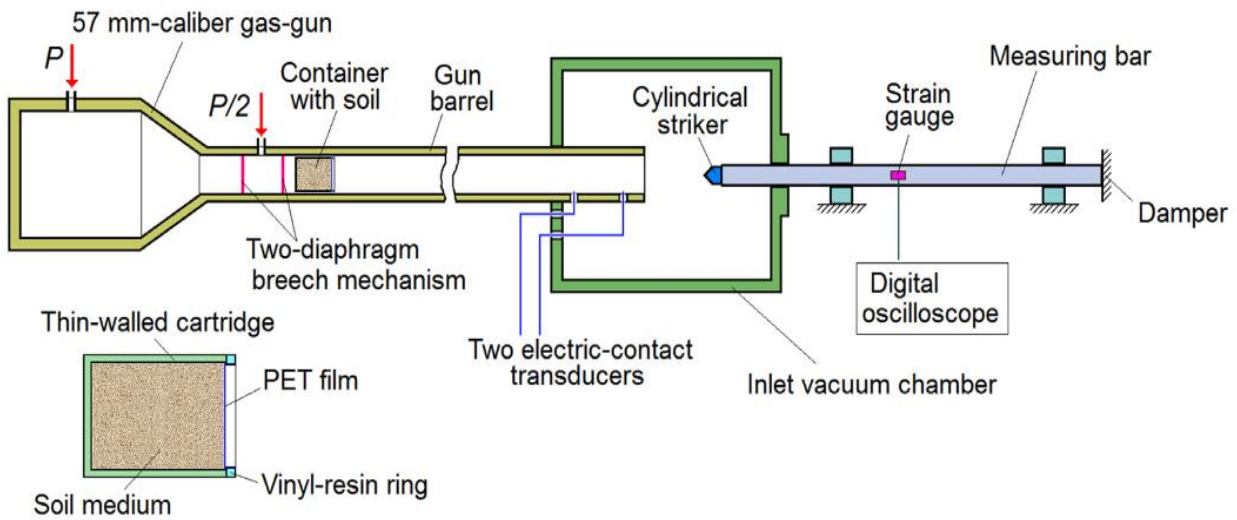 57 mm-caliber gas-gun
P
P/2
Container
with soil
Gun
barrel
Cylindrical
striker
Strain
gauge
Measuring bar
Two-diaphragm
breech mechanism
Damper
Digital
oscilloscope
Thin-walled cartridge
PET film
Two electric-contact
transducers
Inlet vacuum chamber
Vinyl-resin ring
Soil medium